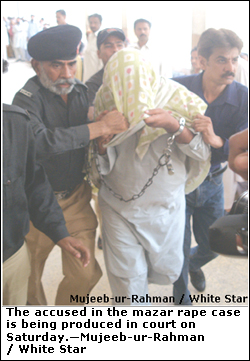 Mujeeb-ur-Rahman / White Star
The accused in the mazar rape case
is being produced in court on
Saturday.—Mujeeb-ur-Rahman
/ White Star